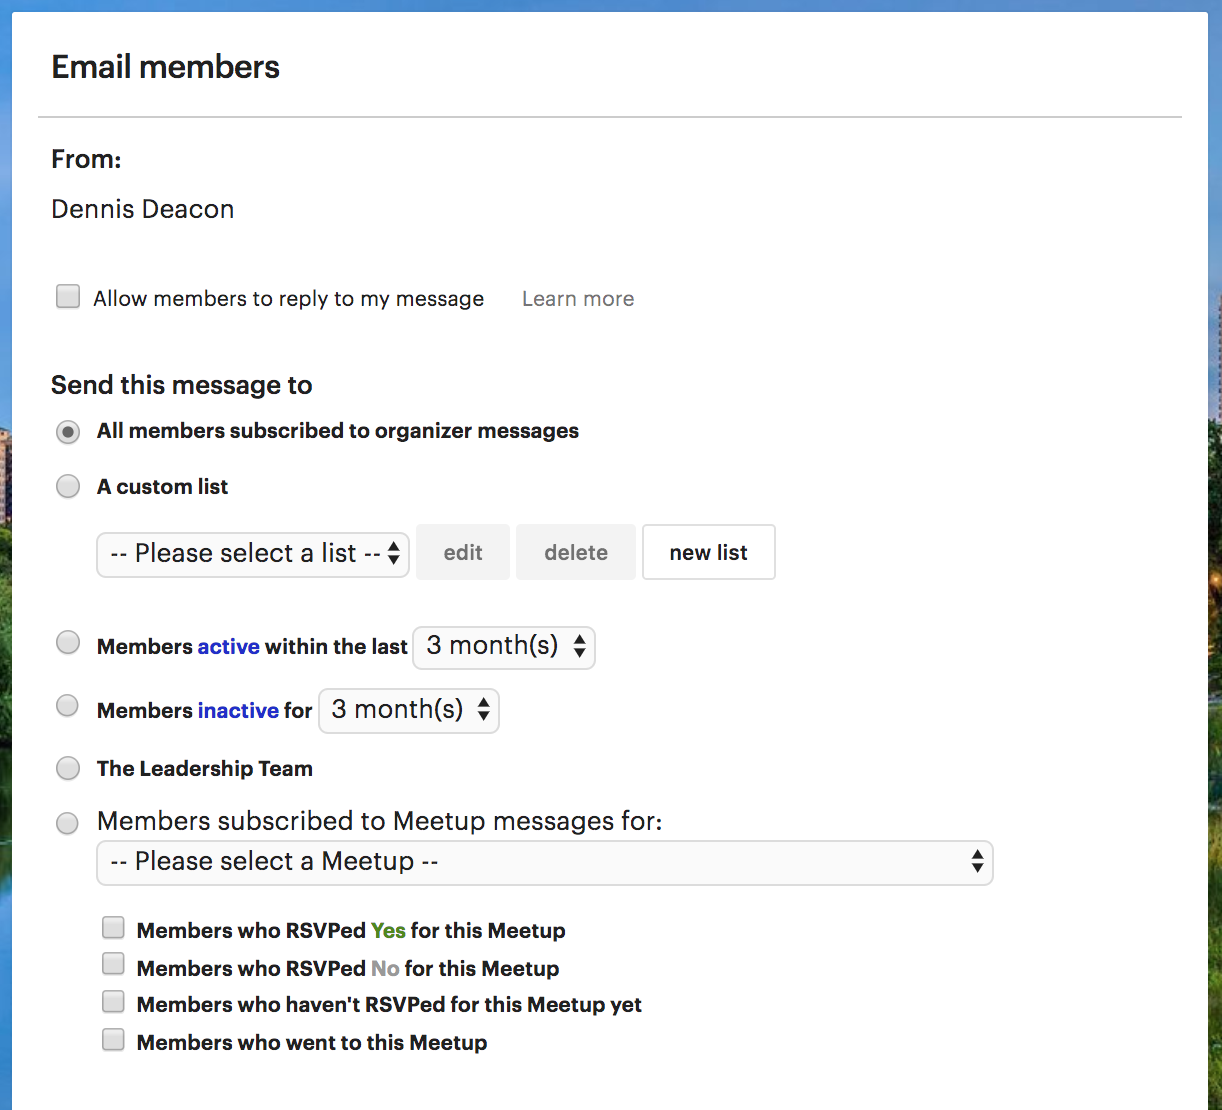 Email members
From:
Dennis Deacon
Allow members to reply to my message Learn more
Send this message to
All members subscribed to organizer messages
A custom list
-- Please select a list -- edit delete new list
Members active within the last 3 month(s)
Members inactive for 3 month(s)
The Leadership Team
Members subscribed to Meetup messages for:
-- Please select a Meetup --
Members who RSVPed Yes for this Meetup
Members who RSVPed No for this Meetup
Members who haven't RSVPed for this Meetup yet
Members who went to this Meetup